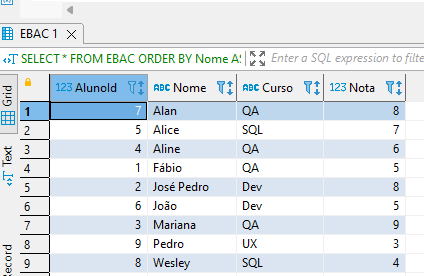 EBAC 1
SELECT * FROM EBAC ORDER BY Nome AS
Enter a SQL expression to filte
Grid
Text
Record
123 AlunoId ABC Nome ABC Curso 123 Nota
1 7 Alan QA 8
2 5 Alice SQL 7
3 4 Aline QA 6
4 1 Fábio QA 5
5 2 José Pedro Dev 8
6 6 João Dev 5
7 3 Mariana QA 9
8 9 Pedro UX 3
9 8 Wesley SQL 4